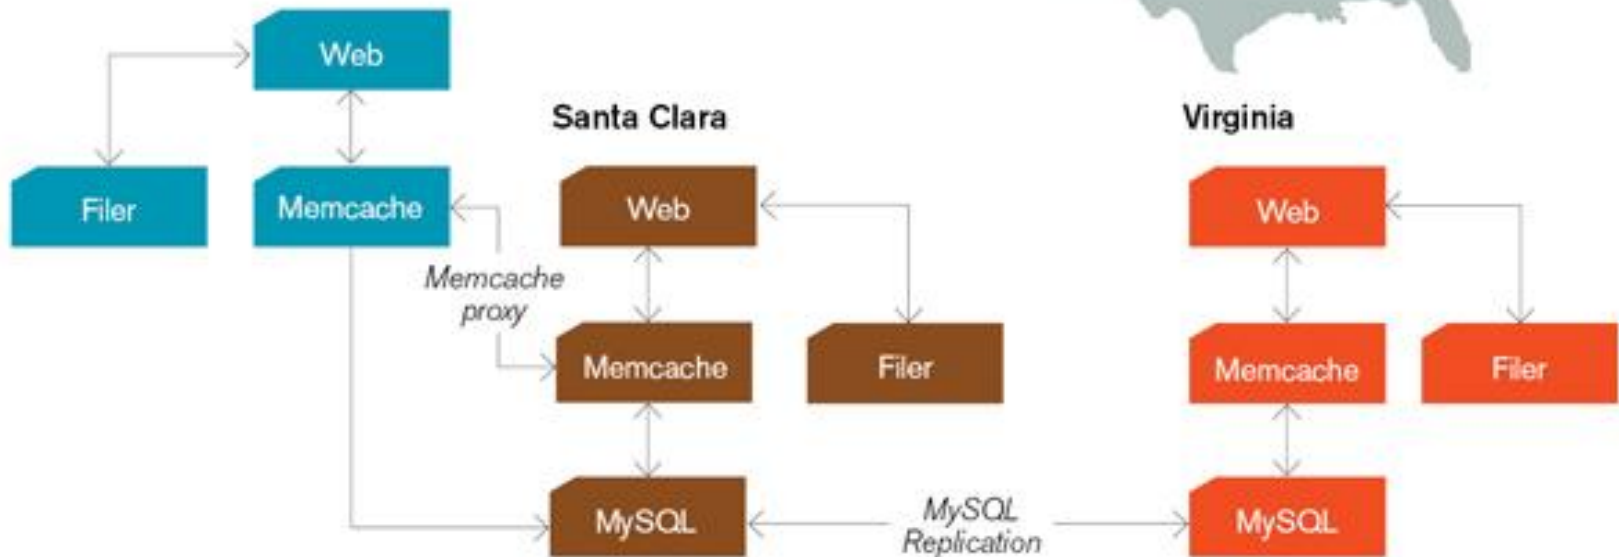 Web
Filer
Memcache
Memcache
proxy
Santa Clara
Web
Memcache
Filer
MySQL
MySQL
Replication
Virginia
Web
Memcache
Filer
MySQL